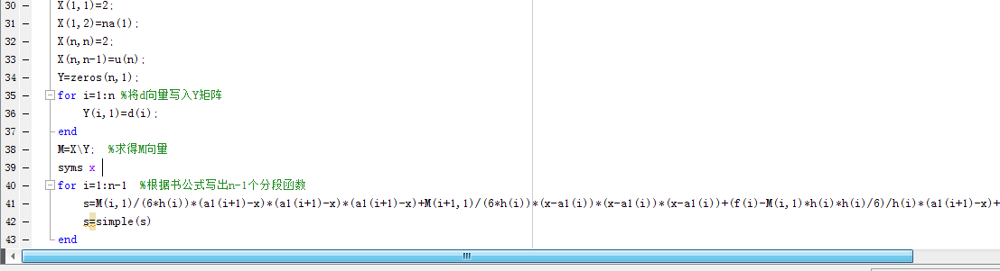 30 - X(1,1)=2;
31 - X(1,2)=na(1);
32 - X(n,n)=2;
33 - X(n,n-1)=u(n);
34 - Y=zeros(n,1);
35 - for i=1:n %将d向量写入Y矩阵
36 - Y(i,1)=d(i);
37 - end
38 - M=X\Y; %求得M向量
39 - syms x
40 - for i=1:n-1 %根据书公式写出n-1个分段函数
41 - s=M(i,1)/(6*h(i))*(a1(i+1)-x)*(a1(i+1)-x)*(a1(i+1)-x)+M(i+1,1)/(6*h(i))*(x-a1(i))*(x-a1(i))*(x-a1(i))+(f(i)-M(i,1)*h(i)*h(i)/6)/h(i)*(a1(i+1)-x)+
42 - s=simple(s)
43 - end